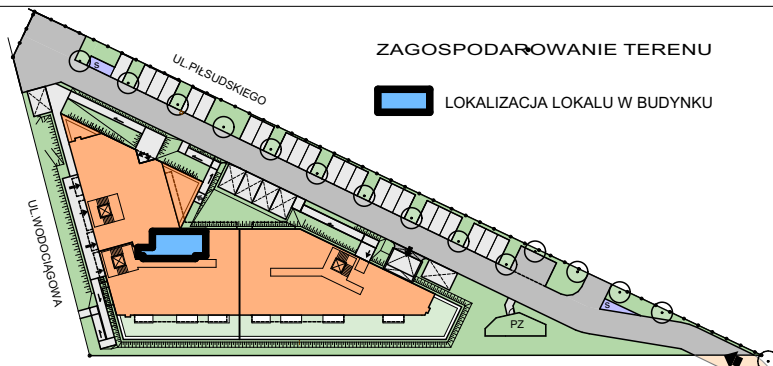 ZAGOSPODAROWANIE TERENU
LOKALIZACJA LOKALU W BUDYNKU
UL.PIŁSUDSKIEGO
UL.WODOCIĄGOWA
S
S
PZ